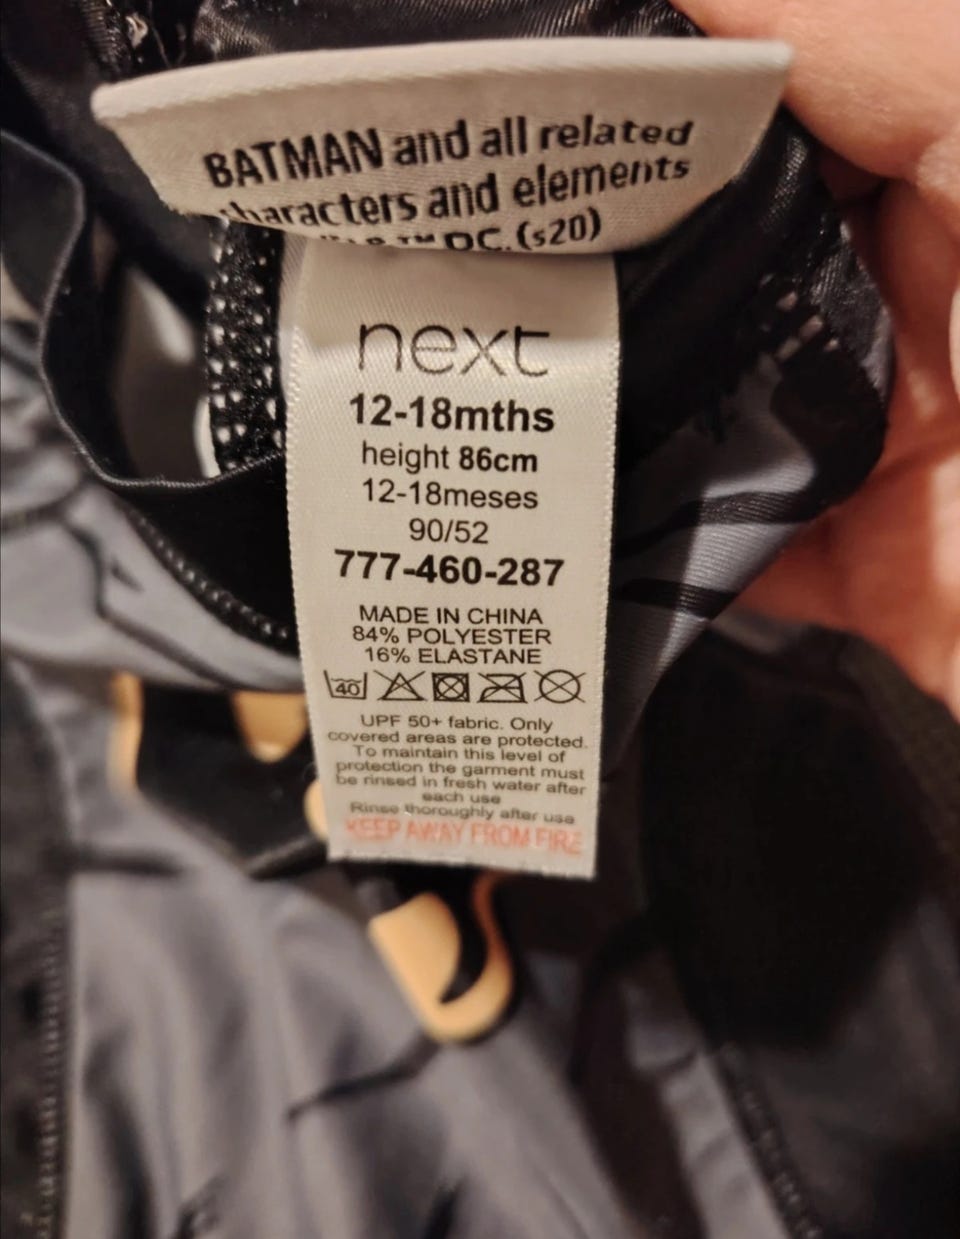 BATMAN and all related
characters and elements
& ™ DC. (s20)
next
12-18mths
height 86cm
12-18meses
90/52
777-460-287
MADE IN CHINA
84% POLYESTER
16% ELASTANE
40
UPF 50+ fabric. Only
covered areas are protected.
To maintain this level of
protection the garment must
be rinsed in fresh water after
each use
Rinse thoroughly after use
KEEP AWAY FROM FIRE